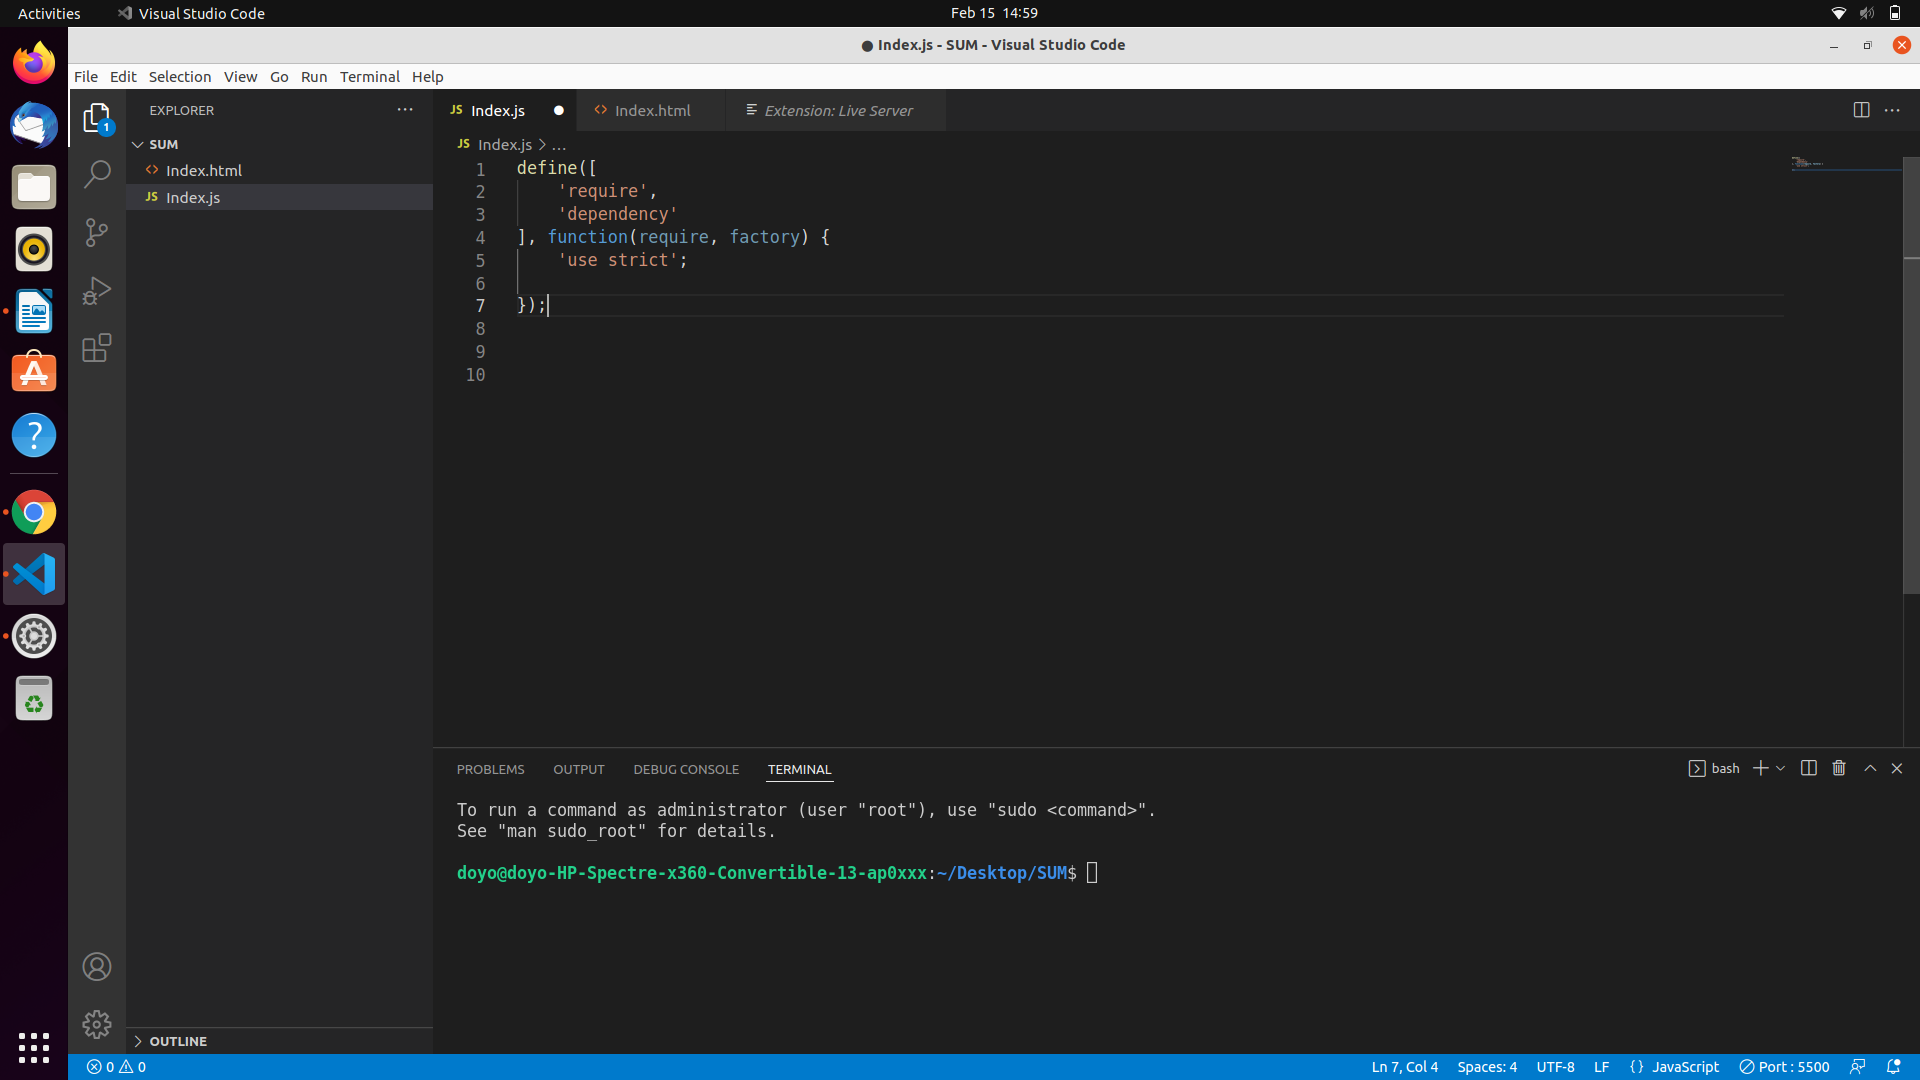 Activities
Visual Studio Code
Feb 15 14:59
● Index.js - SUM - Visual Studio Code
File Edit Selection View Go Run Terminal Help
EXPLORER
1
SUM
Index.html
JS Index.js
OUTLINE
JS Index.js
Index.html
Extension: Live Server
JS Index.js > ...
1 define([
2 'require',
3 'dependency'
4 ], function(require, factory) {
5 'use strict';
6
7 });
8
9
10
PROBLEMS OUTPUT DEBUG CONSOLE TERMINAL
bash
To run a command as administrator (user "root"), use "sudo <command>".
See "man sudo_root" for details.
doyo@doyo-HP-Spectre-x360-Convertible-13-ap0xxx:~/Desktop/SUM$
0 0
Ln 7, Col 4 Spaces: 4 UTF-8 LF {} JavaScript Port : 5500